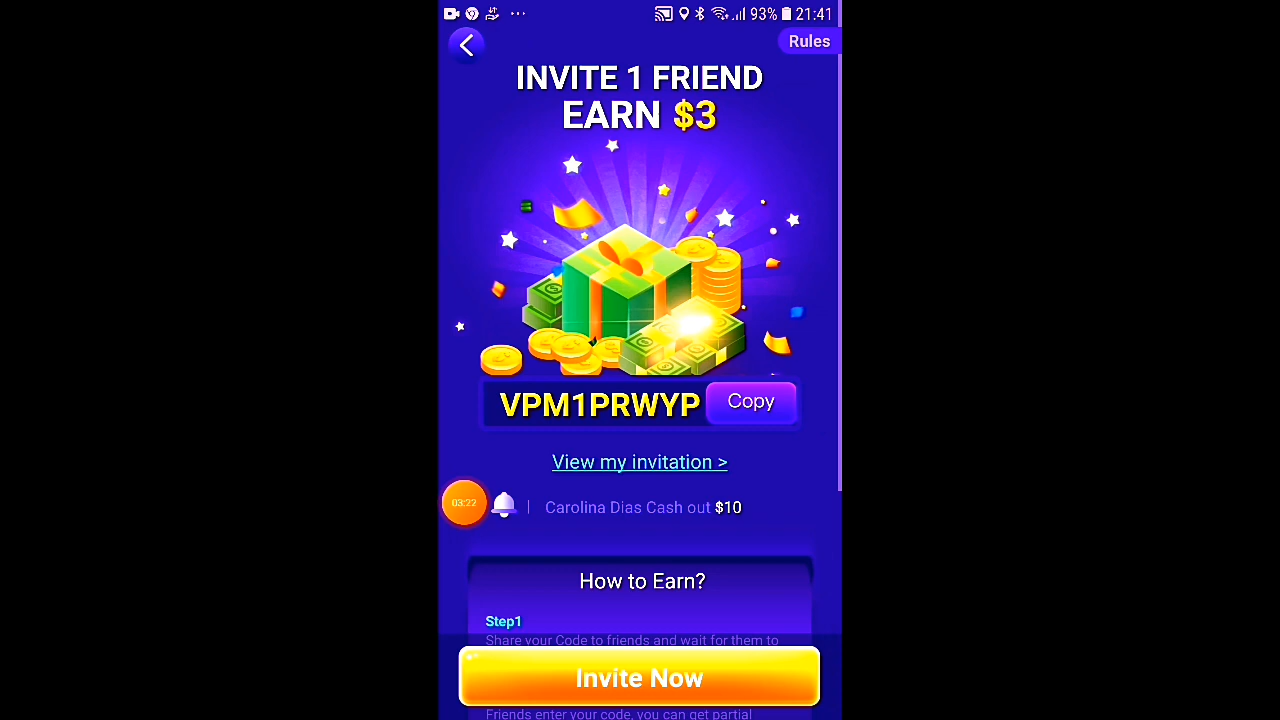 93% 21:41
Rules
INVITE 1 FRIEND
EARN $3
VPM1PRWYP Copy
View my invitation >
03:22 | Carolina Dias Cash out $10
How to Earn?
Step1
Share your Code to friends and wait for them to
Invite Now
Friends enter your code, you can get partial